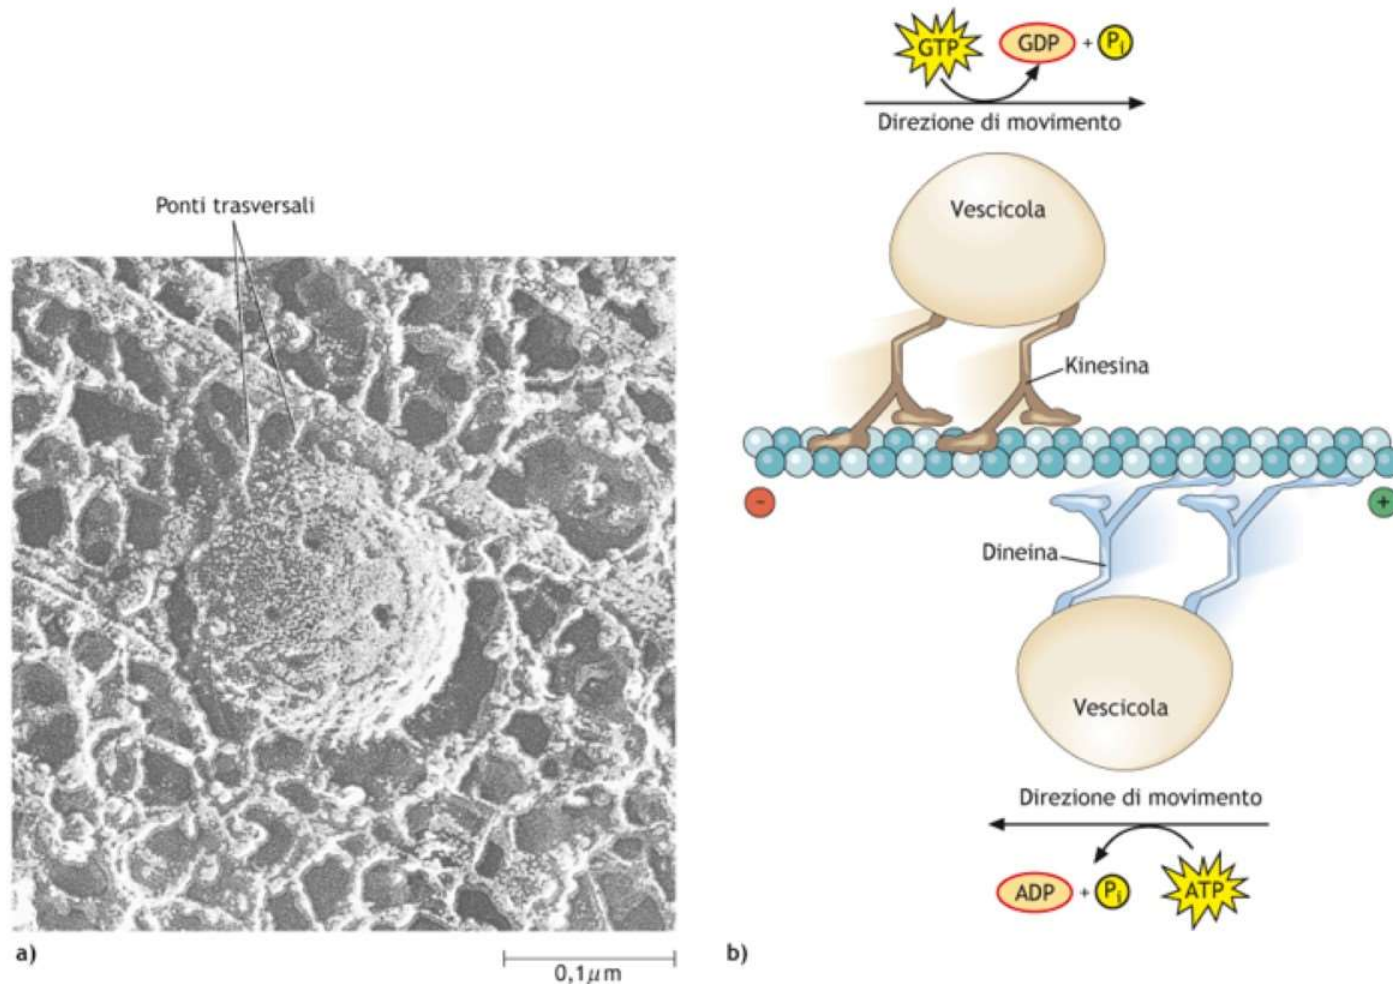 Ponti trasversali
a)
0,1μm
GTP
GDP + Pi
Direzione di movimento
Vescicola
Kinesina
-
+
Dineina
Vescicola
Direzione di movimento
ADP + Pi
ATP
b)